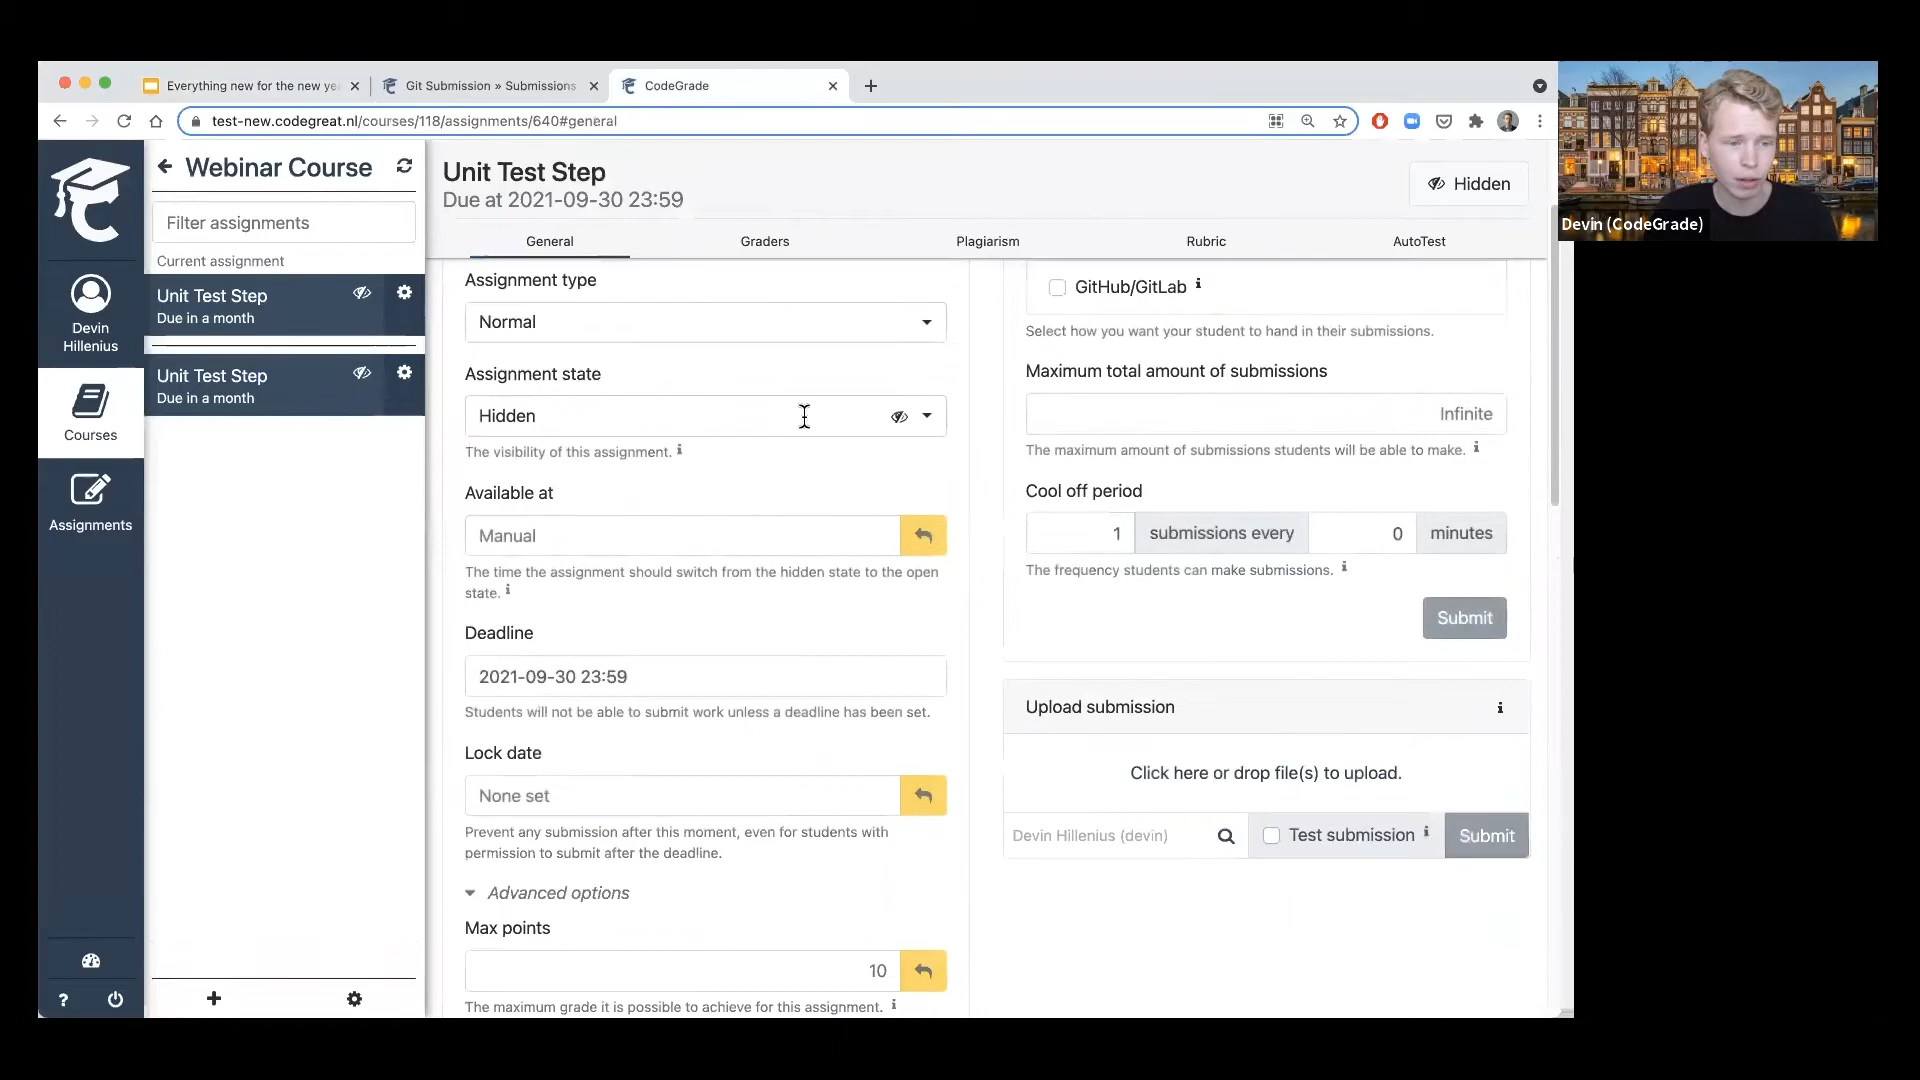 Everything new for the new ye
Git Submission » Submissions
CodeGrade
test-new.codegreat.nl/courses/118/assignments/640#general
Devin (CodeGrade)
Devin
Hillenius
Courses
Assignments
?
Webinar Course
Filter assignments
Current assignment
Unit Test Step
Due in a month
Unit Test Step
Due in a month
Unit Test Step
Due at 2021-09-30 23:59
Hidden
General
Graders
Plagiarism
Rubric
AutoTest
Assignment type
Normal
Assignment state
Hidden
The visibility of this assignment. i
Available at
Manual
The time the assignment should switch from the hidden state to the open
state. i
Deadline
2021-09-30 23:59
Students will not be able to submit work unless a deadline has been set.
Lock date
None set
Prevent any submission after this moment, even for students with
permission to submit after the deadline.
Advanced options
Max points
10
The maximum grade it is possible to achieve for this assignment. i
GitHub/GitLab i
Select how you want your student to hand in their submissions.
Maximum total amount of submissions
Infinite
The maximum amount of submissions students will be able to make. i
Cool off period
1 submissions every 0 minutes
The frequency students can make submissions. i
Submit
Upload submission i
Click here or drop file(s) to upload.
Devin Hillenius (devin) Test submission i Submit